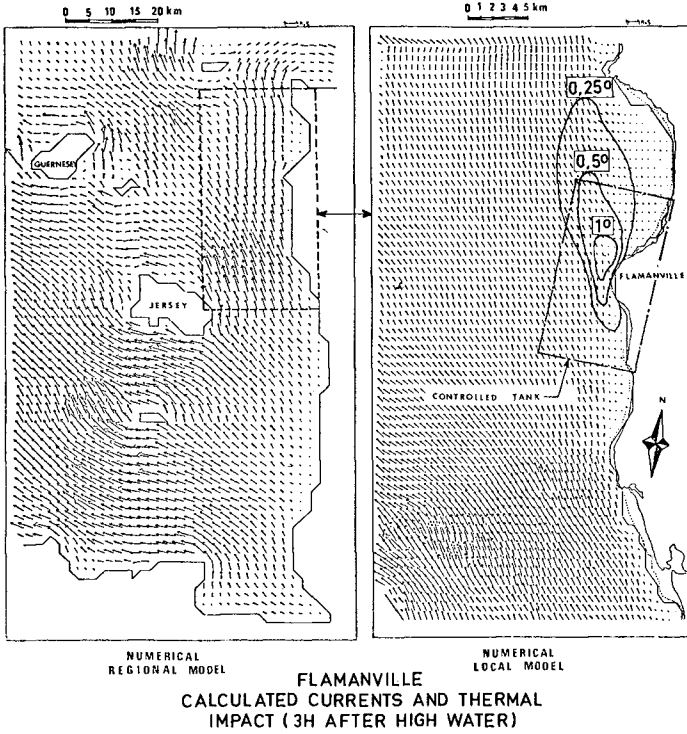 0 5 10 15 20 km
0 1 2 3 4 5 km
GUERNESEY
JERSEY
0,25°
0,5°
1°
FLAMANVILLE
CONTROLLED TANK
N
NUMERICAL
REGIONAL MODEL
NUMERICAL
LOCAL MODEL
FLAMANVILLE
CALCULATED CURRENTS AND THERMAL
IMPACT (3H AFTER HIGH WATER)